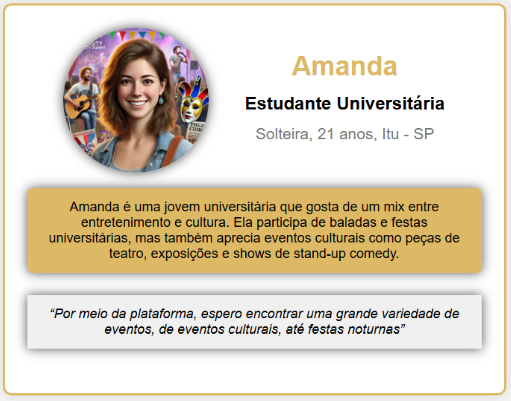 Amanda
Estudante Universitária
Solteira, 21 anos, Itu - SP
Amanda é uma jovem universitária que gosta de um mix entre
entretenimento e cultura. Ela participa de baladas e festas
universitárias, mas também aprecia eventos culturais como peças de
teatro, exposições e shows de stand-up comedy.
“Por meio da plataforma, espero encontrar uma grande variedade de
eventos, de eventos culturais, até festas noturnas”